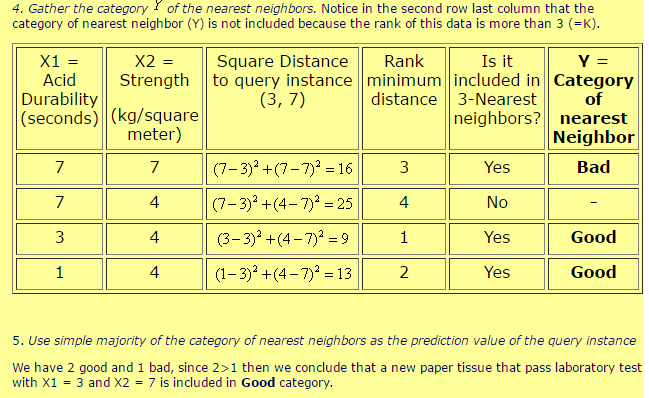 4. Gather the category Y of the nearest neighbors. Notice in the second row last column that the
category of nearest neighbor (Y) is not included because the rank of this data is more than 3 (=K).
X1 = Acid Durability (seconds) X2 = Strength (kg/square meter) Square Distance to query instance (3, 7) Rank minimum distance Is it included in 3-Nearest neighbors? Y = Category of nearest Neighbor
7 7 (7−3)² +(7−7)² = 16 3 Yes Bad
7 4 (7−3)² +(4−7)² = 25 4 No -
3 4 (3−3)² +(4−7)² = 9 1 Yes Good
1 4 (1−3)² +(4−7)² = 13 2 Yes Good
5. Use simple majority of the category of nearest neighbors as the prediction value of the query instance
We have 2 good and 1 bad, since 2>1 then we conclude that a new paper tissue that pass laboratory test
with X1 = 3 and X2 = 7 is included in Good category.